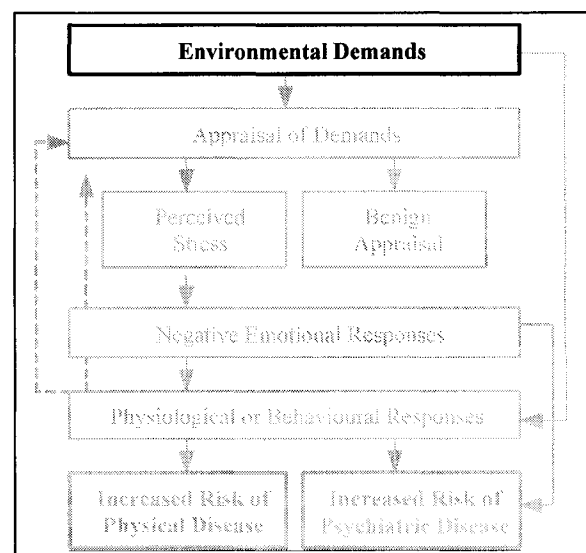 Environmental Demands
Appraisal of Demands
Perceived
Stress
Benign
Appraisal
Negative Emotional Responses
Physiological or Behavioural Responses
Increased Risk of
Physical Disease
Increased Risk of
Psychiatric Disease